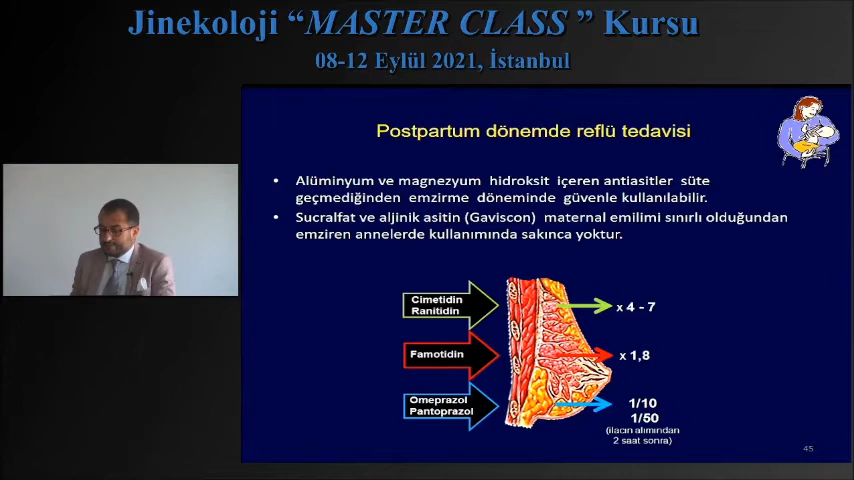 Jinekoloji “MASTER CLASS ” Kursu
08-12 Eylül 2021, İstanbul
Postpartum dönemde reflü tedavisi
• Alüminyum ve magnezyum hidroksit içeren antiasitler süte
geçmediğinden emzirme döneminde güvenle kullanılabilir.
• Sucralfat ve aljinik asitin (Gaviscon) maternal emilimi sınırlı olduğundan
emziren annelerde kullanımında sakınca yoktur.
Cimetidin
Ranitidin
x 4 - 7
Famotidin
x 1,8
Omeprazol
Pantoprazol
1/10
1/50
(ilacın alımından
2 saat sonra)
45